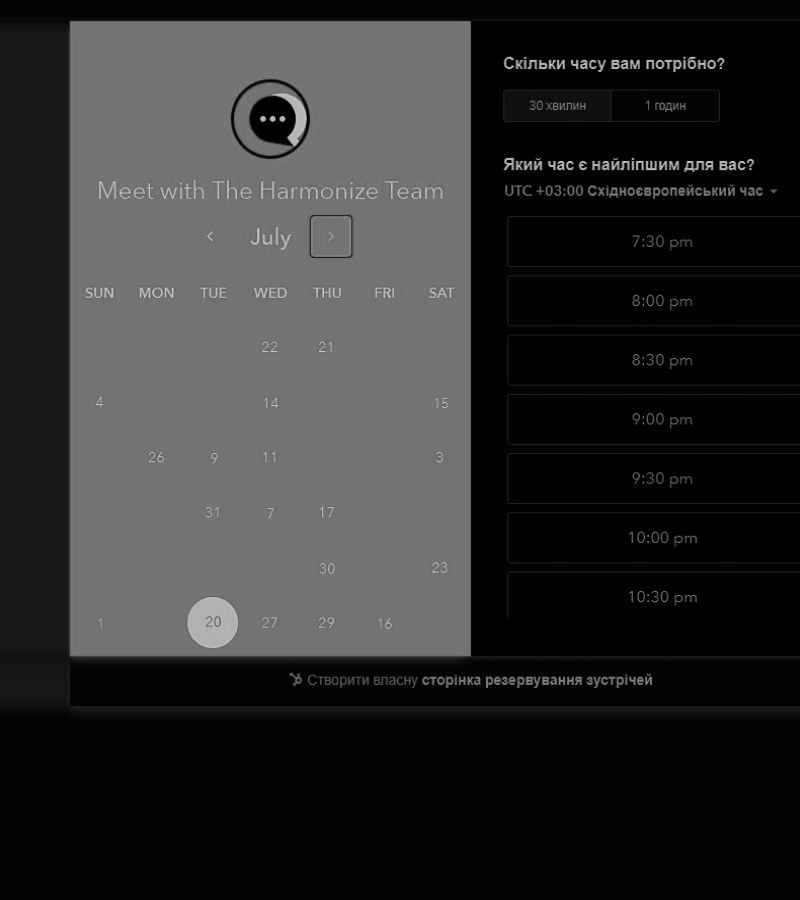 Meet with The Harmonize Team
July
SUN MON TUE WED THU FRI SAT
22 21
4 14 15
26 9 11 3
31 7 17
30 23
1 20 27 29 16
Скільки часу вам потрібно?
30 хвилин 1 годин
Який час є найліпшим для вас?
UTC +03:00 Східноєвропейський час
7:30 pm
8:00 pm
8:30 pm
9:00 pm
9:30 pm
10:00 pm
10:30 pm
Створити власну сторінка резервування зустрічей